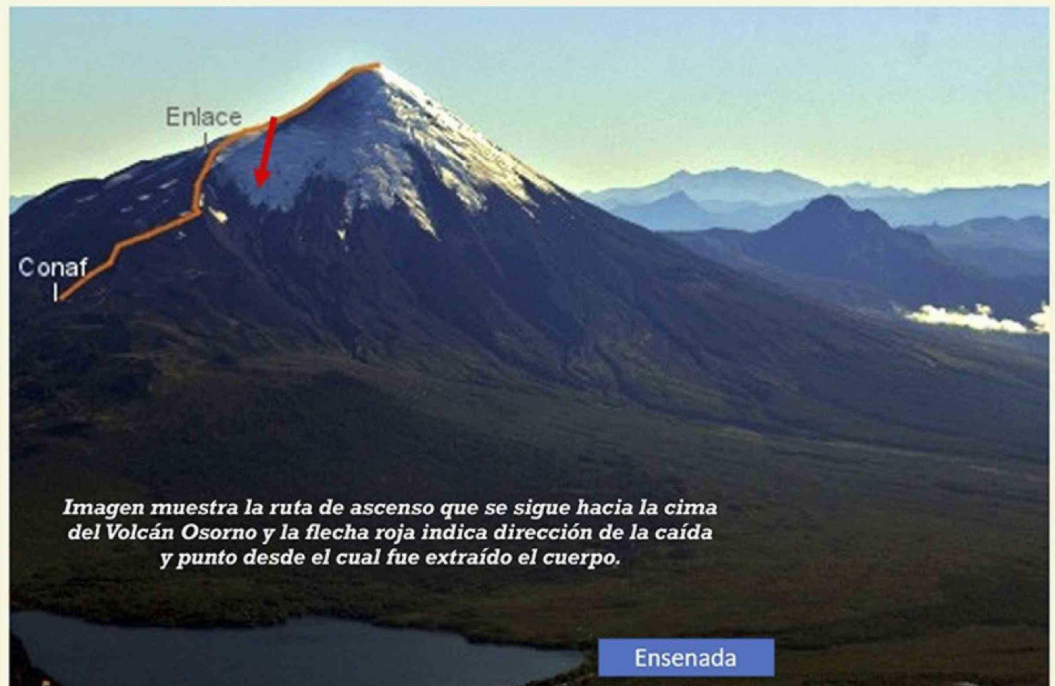 Enlace
Conaf
Imagen muestra la ruta de ascenso que se sigue hacia la cima
del Volcán Osorno y la flecha roja indica dirección de la caída
y punto desde el cual fue extraído el cuerpo.
Ensenada